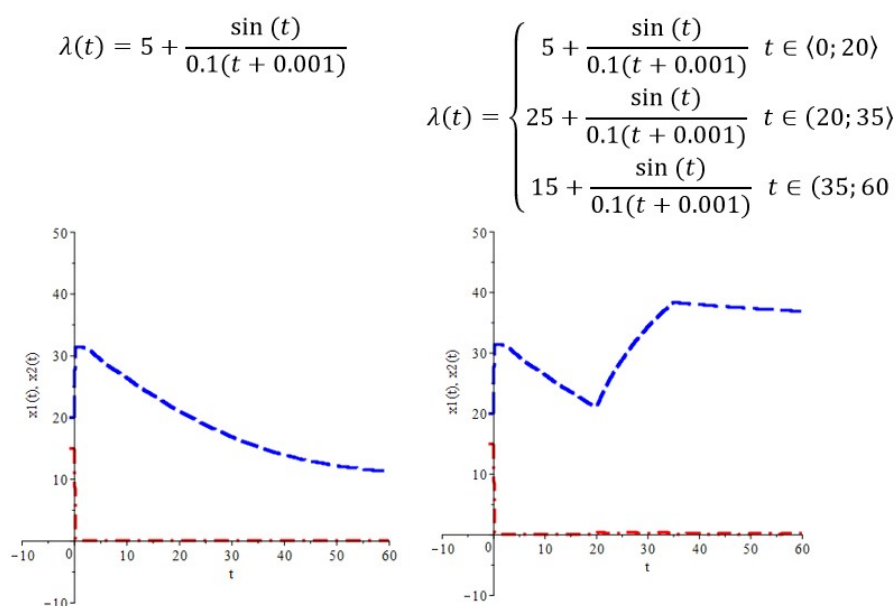 λ(t) = 5 + sin (t) / 0.1(t + 0.001)
λ(t) = {
5 + sin (t) / 0.1(t + 0.001) t ∈ ⟨0; 20⟩
25 + sin (t) / 0.1(t + 0.001) t ∈ (20; 35⟩
15 + sin (t) / 0.1(t + 0.001) t ∈ (35; 60
50
40
30
20
10
x1(t), x2(t)
−10 0 10 20 30 40 50 60
t
−10
50
40
30
20
10
x1(t), x2(t)
−10 0 10 20 30 40 50 60
t
−10